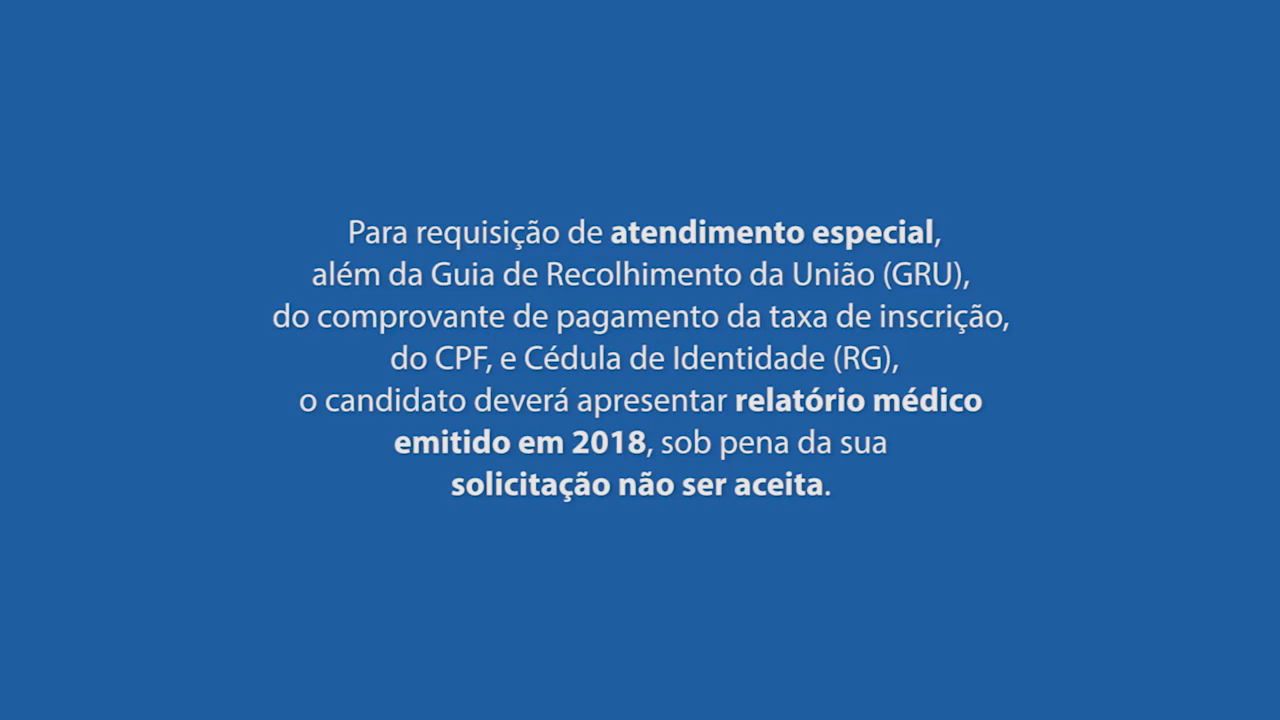 Para requisição de atendimento especial,
além da Guia de Recolhimento da União (GRU),
do comprovante de pagamento da taxa de inscrição,
do CPF, e Cédula de Identidade (RG),
o candidato deverá apresentar relatório médico
emitido em 2018, sob pena da sua
solicitação não ser aceita.